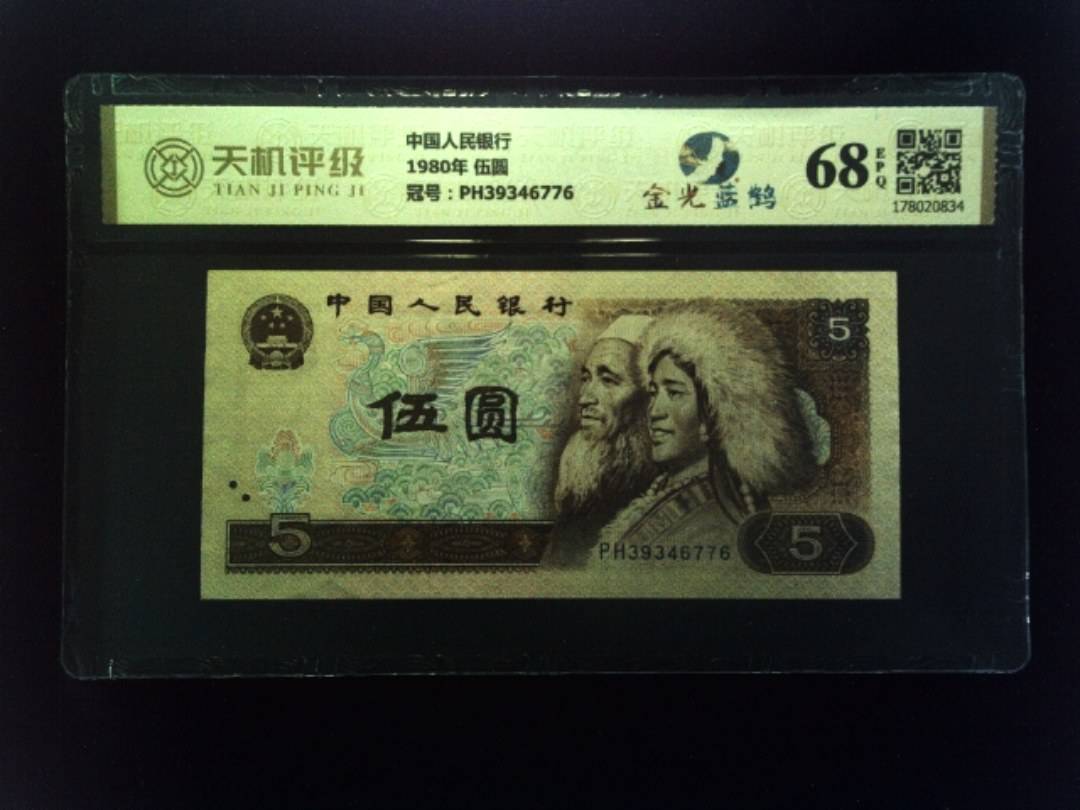 天机评级
TIAN JI PING JI
中国人民银行
1980年 伍圆
冠号：PH39346776
金光蓝鹤
68
EPQ
178020834
中国人民银行
5
伍圆
5
PH39346776
5